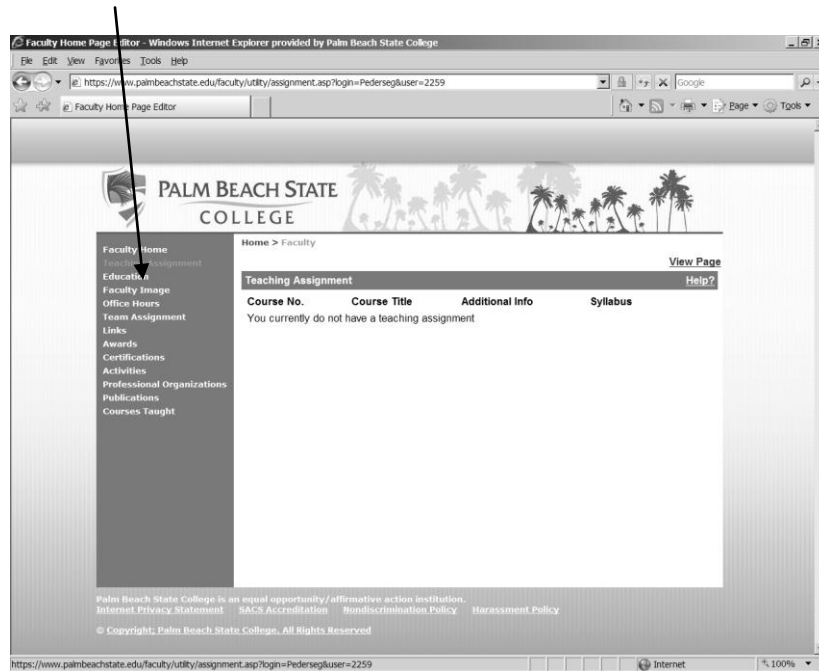 Faculty Home Page Editor - Windows Internet Explorer provided by Palm Beach State College
File Edit View Favorites Tools Help
https://www.palmbeachstate.edu/faculty/utility/assignment.asp?login=Pederseg&user=2259
Google
Faculty Home Page Editor
Page Tools
PALM BEACH STATE
COLLEGE
Home > Faculty
View Page
Faculty Home
Teaching Assignment
Education
Faculty Image
Office Hours
Team Assignment
Links
Awards
Certifications
Activities
Professional Organizations
Publications
Courses Taught
Teaching Assignment Help?
Course No. Course Title Additional Info Syllabus
You currently do not have a teaching assignment
Palm Beach State College is an equal opportunity/affirmative action institution.
Internet Privacy Statement SACS Accreditation Nondiscrimination Policy Harassment Policy
© Copyright: Palm Beach State College, All Rights Reserved
https://www.palmbeachstate.edu/faculty/utility/assignment.asp?login=Pederseg&user=2259 Internet 100%